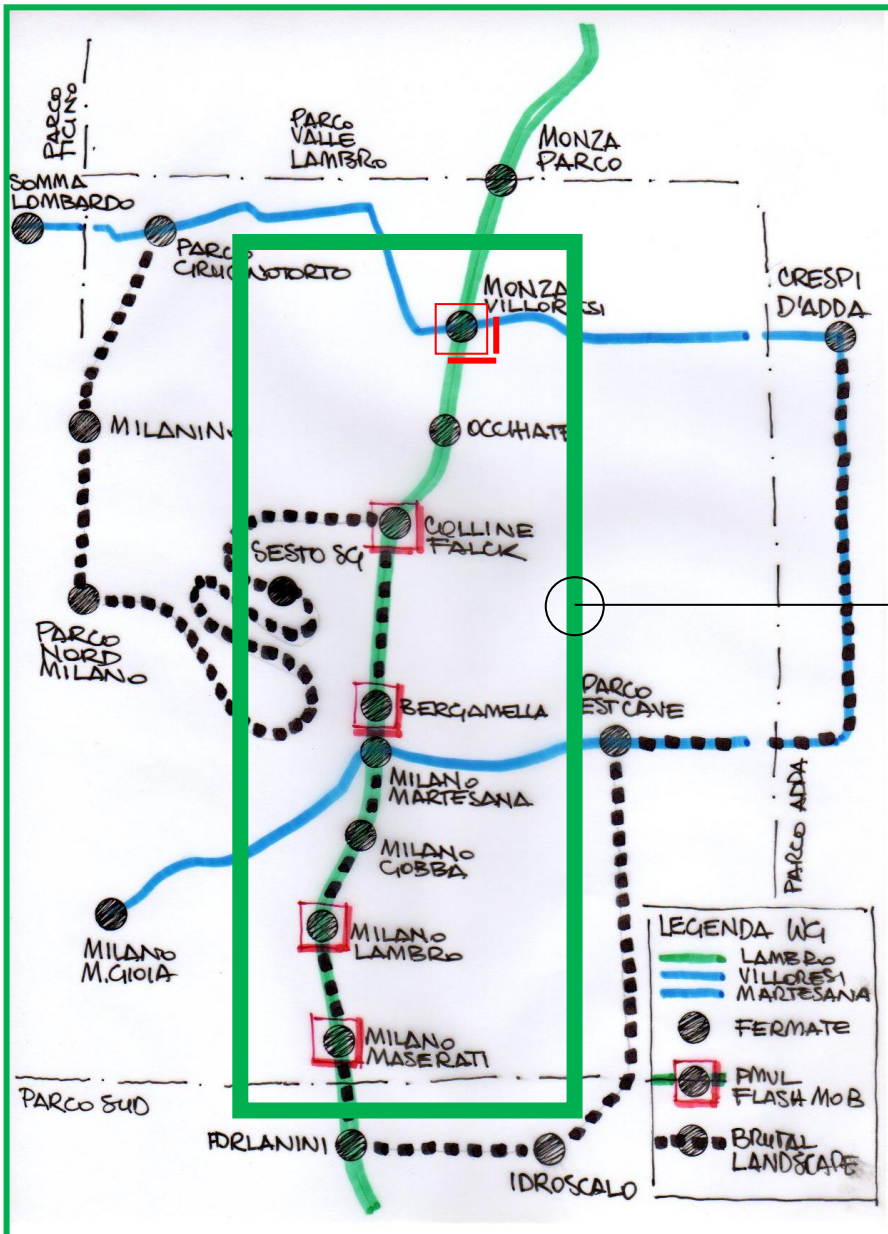 PARCO
TICINO
PARCO
VALLE
LAMBRO
MONZA
PARCO
SOMMA
LOMBARDO
PARCO
GRUGNOTORTO
MONZA
VILLORESI
CRESPI
D'ADDA
MILANINO
OCCHIATE
COLLINE
FALCK
SESTO SG
PARCO
NORD
MILANO
BERGAMELLA
PARCO
EST CAVE
MILANO
MARTESANA
MILANO
GOBBA
PARCO ADDA
MILANO
M.GIOIA
MILANO
LAMBRO
MILANO
MASERATI
PARCO SUD
FORLANINI
IDROSCALO
LEGENDA WG
LAMBRO
VILLORESI
MARTESANA
FERMATE
PMUL
FLASH MOB
BRUTAL
LANDSCAPE